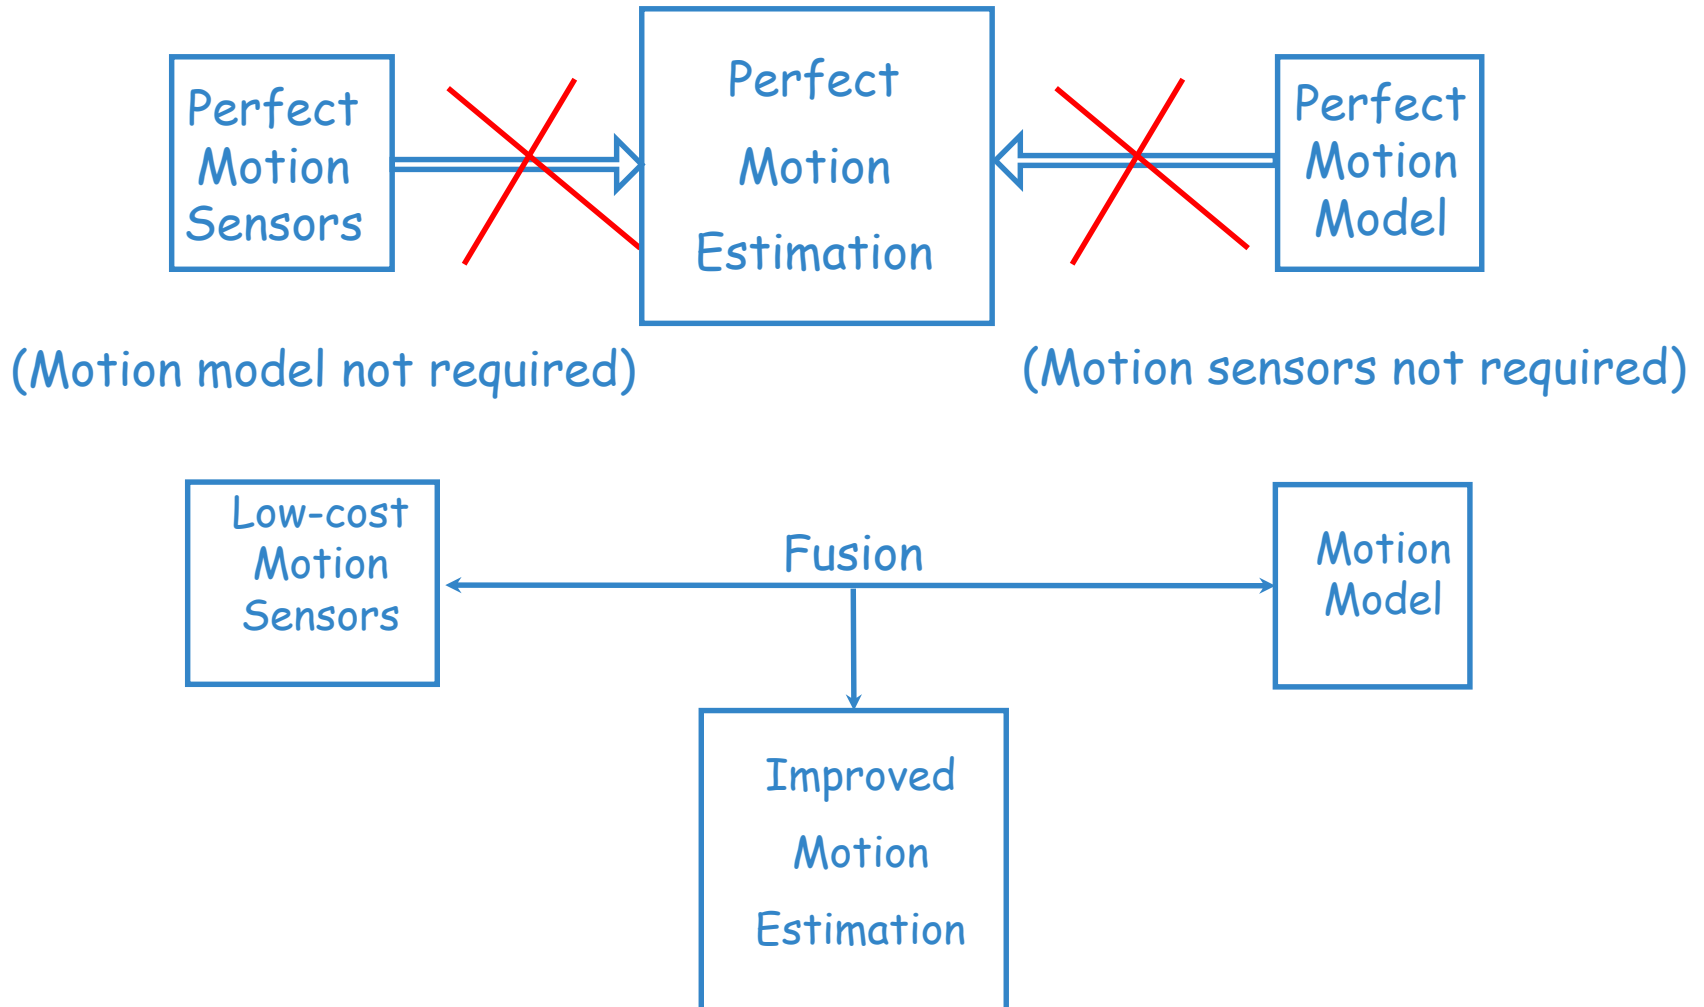 Perfect
Motion
Sensors
Perfect
Motion
Estimation
Perfect
Motion
Model
(Motion model not required)
(Motion sensors not required)
Low-cost
Motion
Sensors
Fusion
Motion
Model
Improved
Motion
Estimation